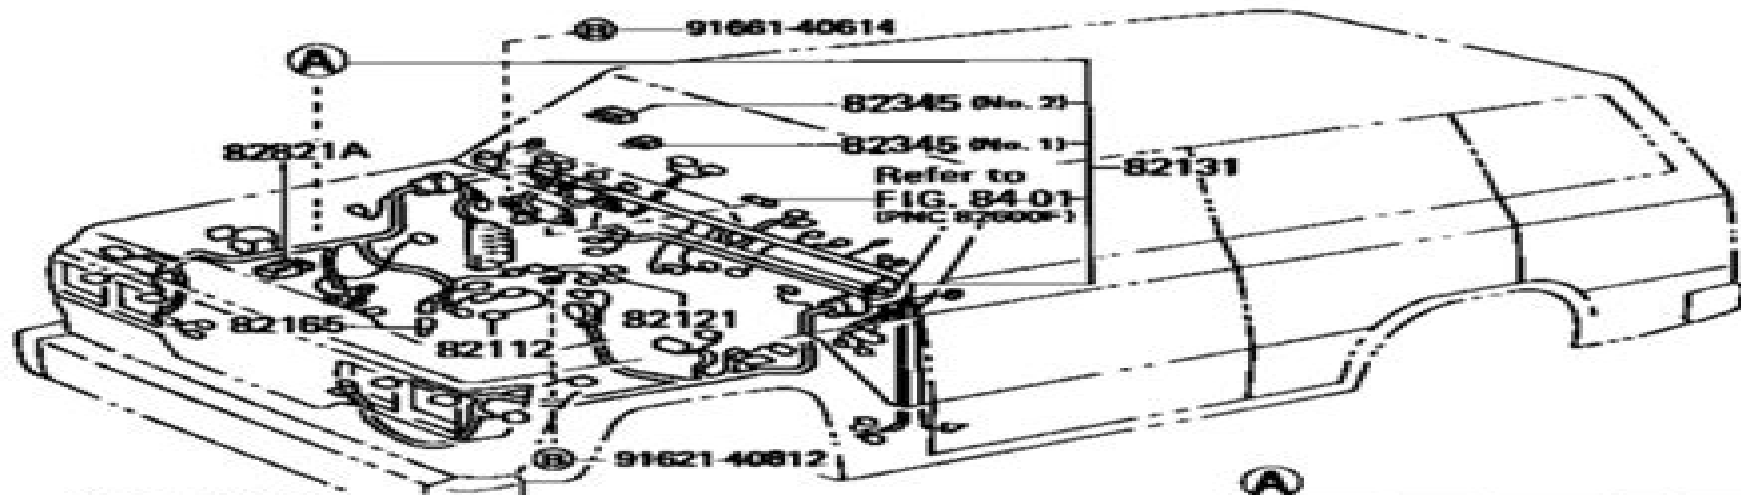 B 91661-40614
A
82345 (No. 2)
82821A
82345 (No. 1)
82131
Refer to
FIG. 84-01
(PNC 82600F)
82165
82121
82112
B 91621-40812
A